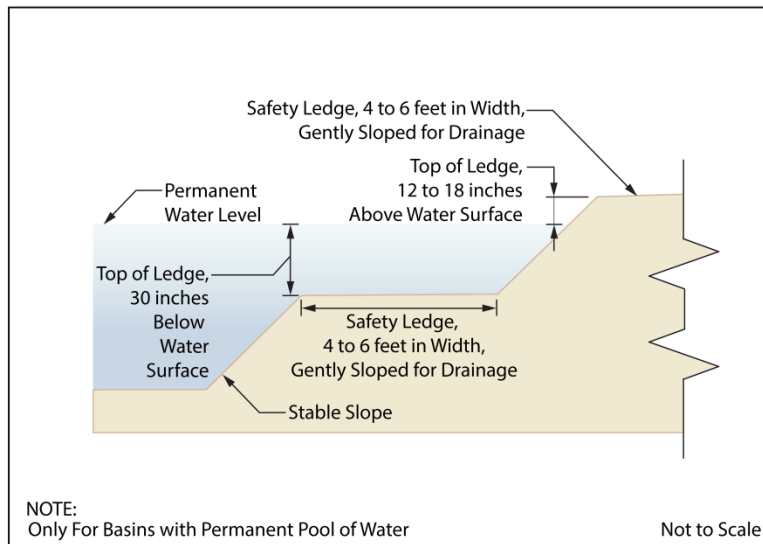 Safety Ledge, 4 to 6 feet in Width,
Gently Sloped for Drainage
Top of Ledge,
12 to 18 inches
Above Water Surface
Permanent
Water Level
Top of Ledge,
30 inches
Below
Water
Surface
Safety Ledge,
4 to 6 feet in Width,
Gently Sloped for Drainage
Stable Slope
NOTE:
Only For Basins with Permanent Pool of Water
Not to Scale